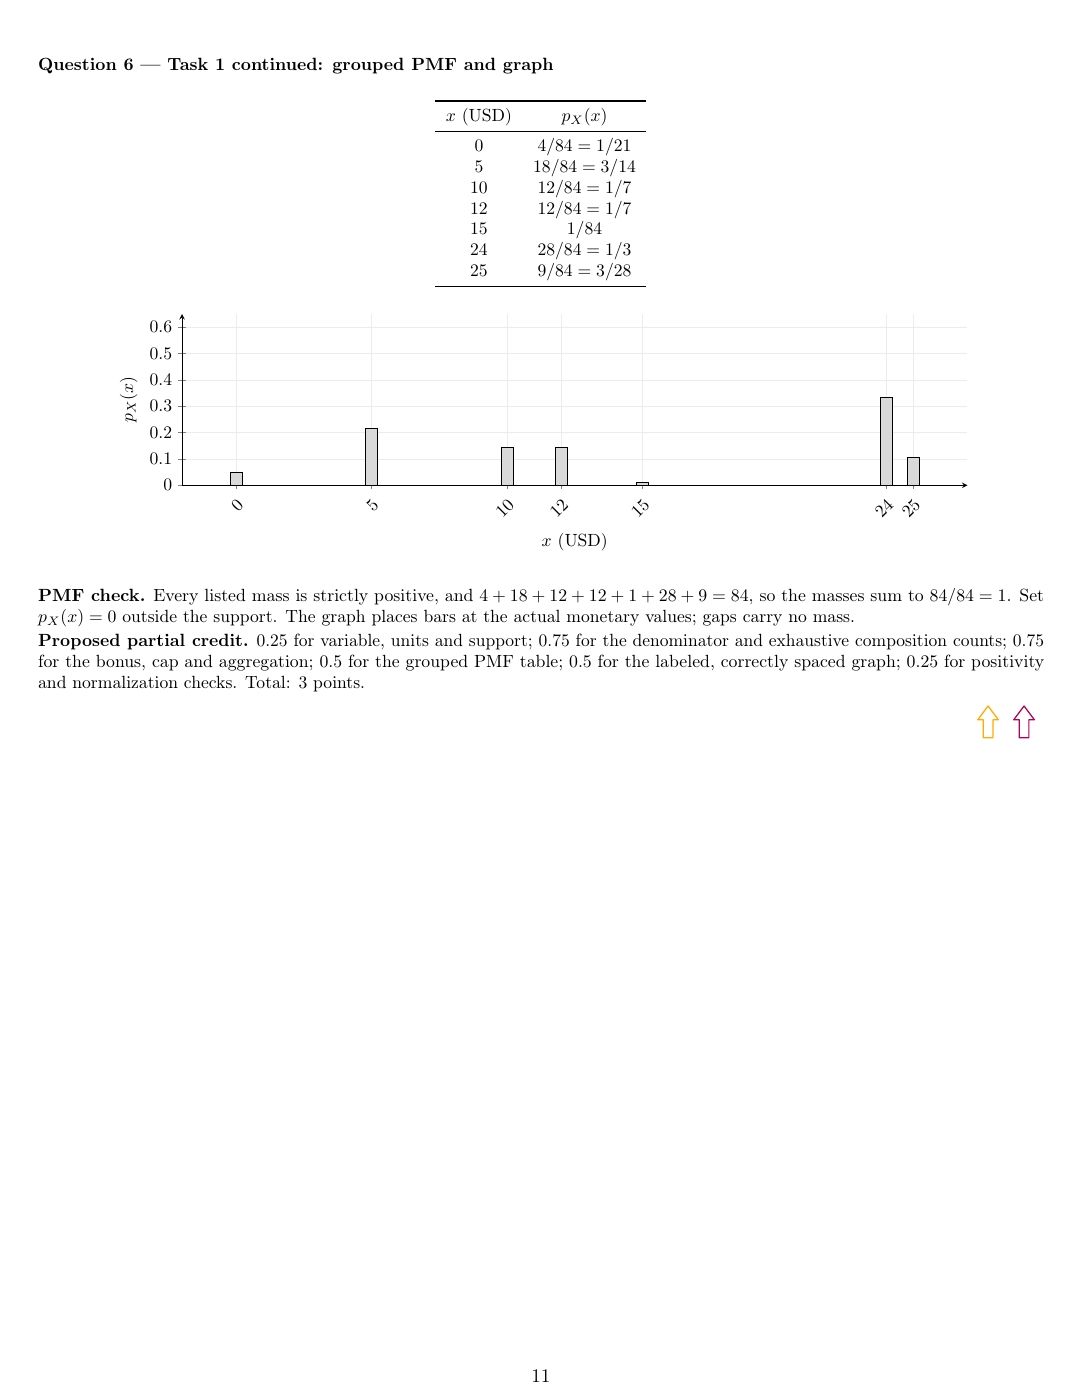 Question 6 — Task 1 continued: grouped PMF and graph
x (USD) p_X(x)
0 4/84 = 1/21
5 18/84 = 3/14
10 12/84 = 1/7
12 12/84 = 1/7
15 1/84
24 28/84 = 1/3
25 9/84 = 3/28
0.6
0.5
0.4
0.3
0.2
0.1
0
p_X(x)
0 5 10 12 15 24 25
x (USD)
PMF check. Every listed mass is strictly positive, and 4 + 18 + 12 + 12 + 1 + 28 + 9 = 84, so the masses sum to 84/84 = 1. Set
p_X(x) = 0 outside the support. The graph places bars at the actual monetary values; gaps carry no mass.
Proposed partial credit. 0.25 for variable, units and support; 0.75 for the denominator and exhaustive composition counts; 0.75
for the bonus, cap and aggregation; 0.5 for the grouped PMF table; 0.5 for the labeled, correctly spaced graph; 0.25 for positivity
and normalization checks. Total: 3 points.
11